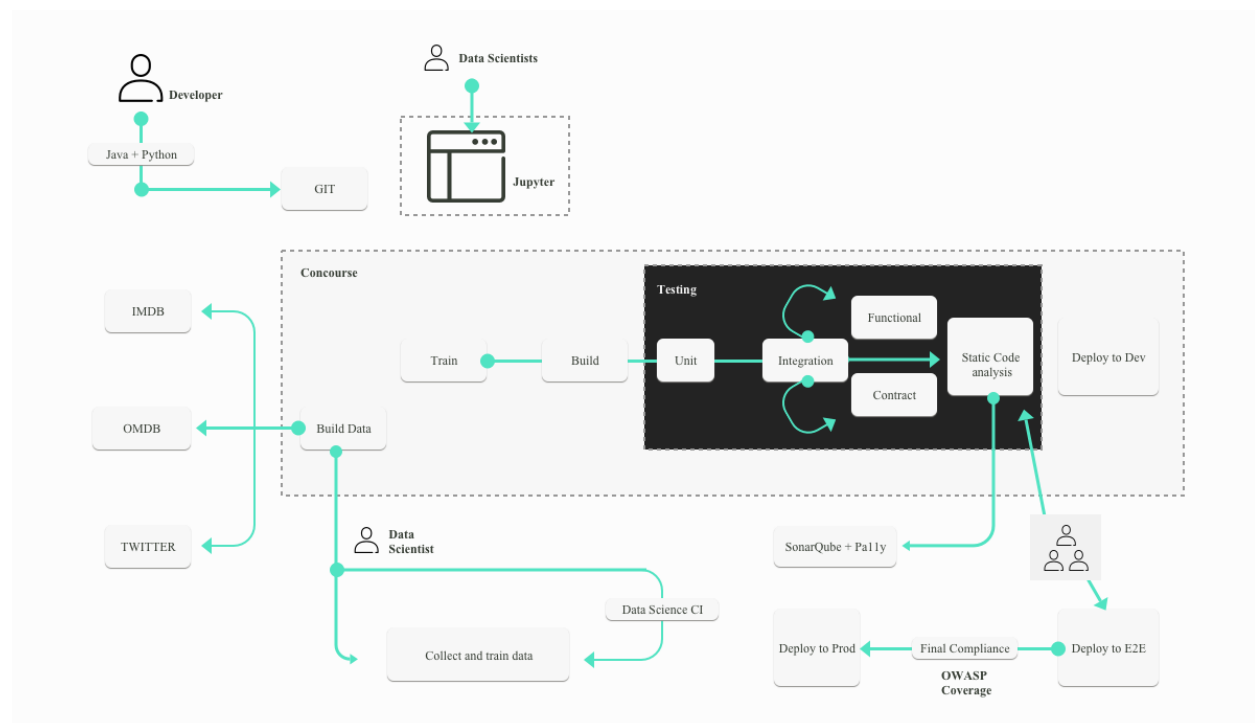 Data Scientists
Developer
Java + Python
Jupyter
GIT
Concourse
Testing
IMDB
Functional
Train
Build
Unit
Integration
Static Code
analysis
Deploy to Dev
Contract
OMDB
Build Data
TWITTER
Data
Scientist
SonarQube + Pa11y
Data Science CI
Collect and train data
Deploy to Prod
Final Compliance
Deploy to E2E
OWASP
Coverage